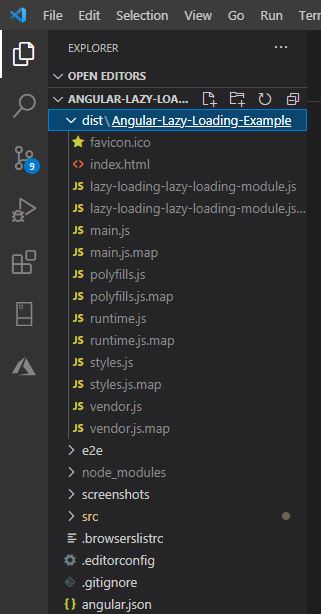 File Edit Selection View Go Run Term
EXPLORER
OPEN EDITORS
ANGULAR-LAZY-LOA...
dist\Angular-Lazy-Loading-Example
favicon.ico
<> index.html
JS lazy-loading-lazy-loading-module.js
JS lazy-loading-lazy-loading-module.js...
JS main.js
JS main.js.map
JS polyfills.js
JS polyfills.js.map
JS runtime.js
JS runtime.js.map
JS styles.js
JS styles.js.map
JS vendor.js
JS vendor.js.map
9
e2e
node_modules
screenshots
src
.browserslistrc
.editorconfig
.gitignore
{} angular.json